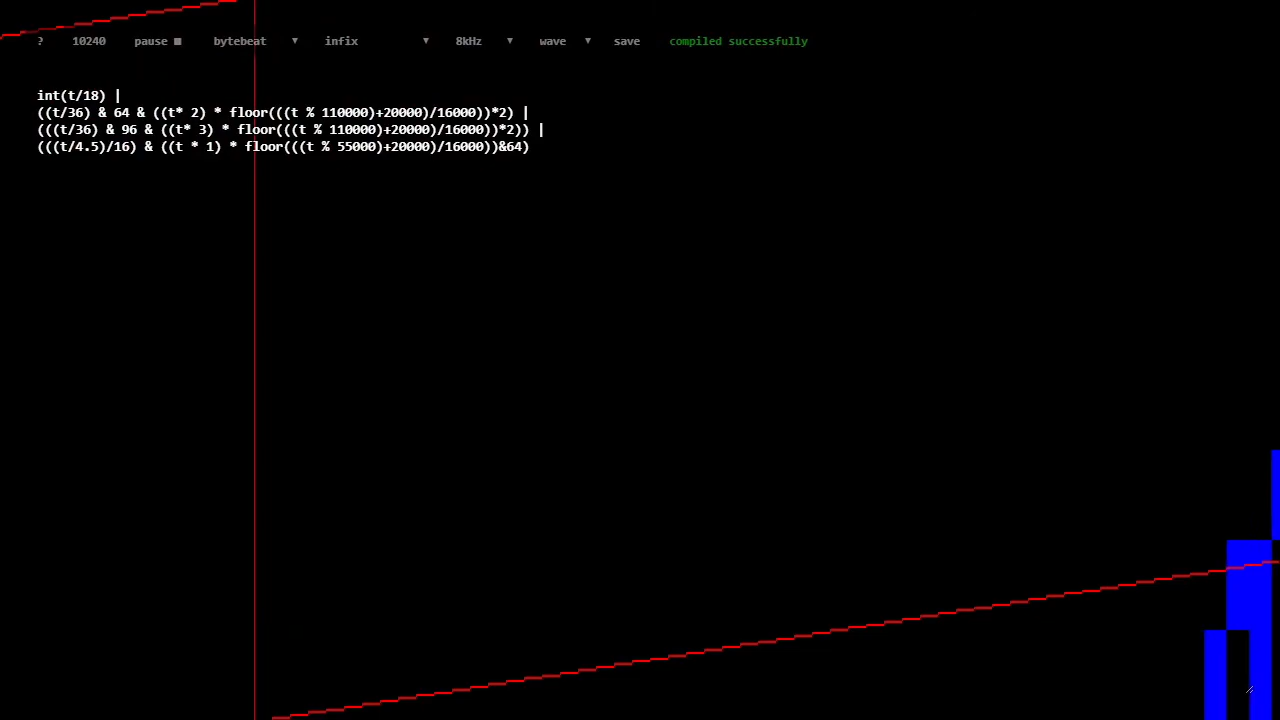 ? 10240 pause ■ bytebeat ▼ infix ▼ 8kHz ▼ wave ▼ save compiled successfully
int(t/18) |
((t/36) & 64 & ((t* 2) * floor(((t % 110000)+20000)/16000))*2) |
(((t/36) & 96 & ((t* 3) * floor(((t % 110000)+20000)/16000))*2)) |
(((t/4.5)/16) & ((t * 1) * floor(((t % 55000)+20000)/16000))&64)